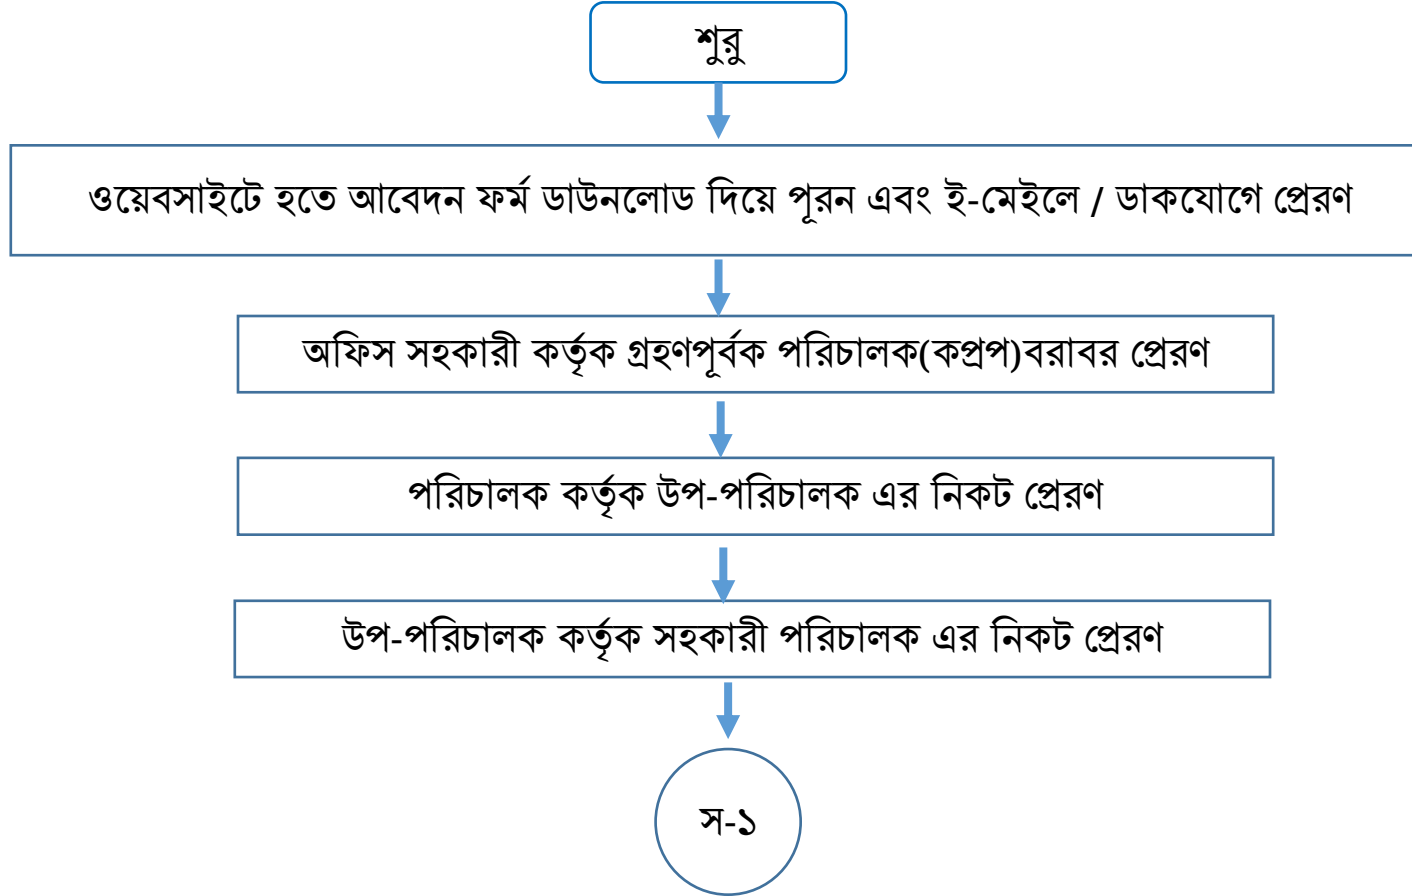 শুরু
ওয়েবসাইটে হতে আবেদন ফর্ম ডাউনলোড দিয়ে পূরন এবং ই-মেইলে / ডাকযোগে প্রেরণ
অফিস সহকারী কর্তৃক গ্রহণপূর্বক পরিচালক(কপ্রপ)বরাবর প্রেরণ
পরিচালক কর্তৃক উপ-পরিচালক এর নিকট প্রেরণ
উপ-পরিচালক কর্তৃক সহকারী পরিচালক এর নিকট প্রেরণ
স-১